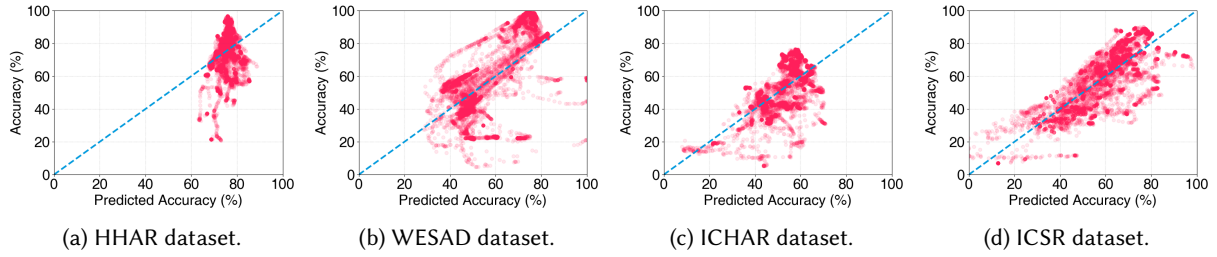 100
80
60
40
20
0
Accuracy (%)
0 20 40 60 80 100
Predicted Accuracy (%)
(a) HHAR dataset.
100
80
60
40
20
0
Accuracy (%)
0 20 40 60 80 100
Predicted Accuracy (%)
(b) WESAD dataset.
100
80
60
40
20
0
Accuracy (%)
0 20 40 60 80 100
Predicted Accuracy (%)
(c) ICHAR dataset.
100
80
60
40
20
0
Accuracy (%)
0 20 40 60 80 100
Predicted Accuracy (%)
(d) ICSR dataset.